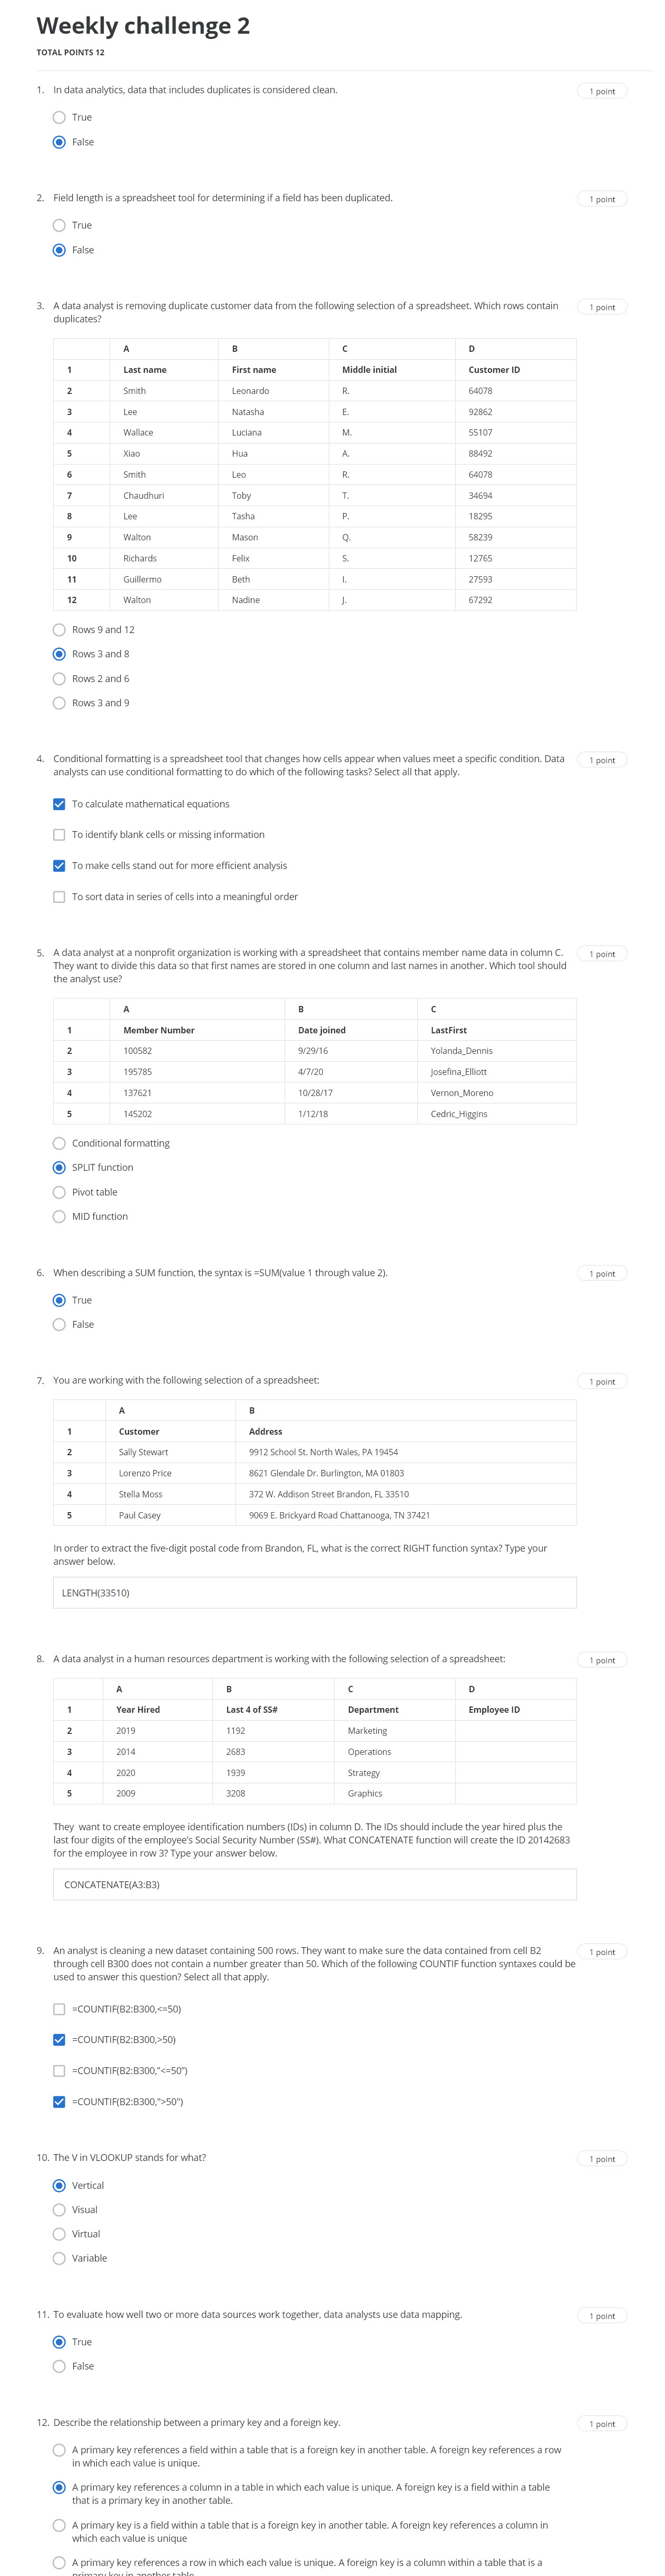 Weekly challenge 2
TOTAL POINTS 12
1. In data analytics, data that includes duplicates is considered clean.
1 point
True
False
2. Field length is a spreadsheet tool for determining if a field has been duplicated.
1 point
True
False
3. A data analyst is removing duplicate customer data from the following selection of a spreadsheet. Which rows contain
duplicates?
1 point
A B C D
1 Last name First name Middle initial Customer ID
2 Smith Leonardo R. 64078
3 Lee Natasha E. 92862
4 Wallace Luciana M. 55107
5 Xiao Hua A. 88492
6 Smith Leo R. 64078
7 Chaudhuri Toby T. 34694
8 Lee Tasha P. 18295
9 Walton Mason Q. 58239
10 Richards Felix S. 12765
11 Guillermo Beth I. 27593
12 Walton Nadine J. 67292
Rows 9 and 12
Rows 3 and 8
Rows 2 and 6
Rows 3 and 9
4. Conditional formatting is a spreadsheet tool that changes how cells appear when values meet a specific condition. Data
analysts can use conditional formatting to do which of the following tasks? Select all that apply.
1 point
To calculate mathematical equations
To identify blank cells or missing information
To make cells stand out for more efficient analysis
To sort data in series of cells into a meaningful order
5. A data analyst at a nonprofit organization is working with a spreadsheet that contains member name data in column C.
They want to divide this data so that first names are stored in one column and last names in another. Which tool should
the analyst use?
1 point
A B C
1 Member Number Date joined LastFirst
2 100582 9/29/16 Yolanda_Dennis
3 195785 4/7/20 Josefina_Elliott
4 137621 10/28/17 Vernon_Moreno
5 145202 1/12/18 Cedric_Higgins
Conditional formatting
SPLIT function
Pivot table
MID function
6. When describing a SUM function, the syntax is =SUM(value 1 through value 2).
1 point
True
False
7. You are working with the following selection of a spreadsheet:
1 point
A B
1 Customer Address
2 Sally Stewart 9912 School St. North Wales, PA 19454
3 Lorenzo Price 8621 Glendale Dr. Burlington, MA 01803
4 Stella Moss 372 W. Addison Street Brandon, FL 33510
5 Paul Casey 9069 E. Brickyard Road Chattanooga, TN 37421
In order to extract the five-digit postal code from Brandon, FL, what is the correct RIGHT function syntax? Type your
answer below.
LENGTH(33510)
8. A data analyst in a human resources department is working with the following selection of a spreadsheet:
1 point
A B C D
1 Year Hired Last 4 of SS# Department Employee ID
2 2019 1192 Marketing
3 2014 2683 Operations
4 2020 1939 Strategy
5 2009 3208 Graphics
They want to create employee identification numbers (IDs) in column D. The IDs should include the year hired plus the
last four digits of the employee's Social Security Number (SS#). What CONCATENATE function will create the ID 20142683
for the employee in row 3? Type your answer below.
CONCATENATE(A3:B3)
9. An analyst is cleaning a new dataset containing 500 rows. They want to make sure the data contained from cell B2
through cell B300 does not contain a number greater than 50. Which of the following COUNTIF function syntaxes could be
used to answer this question? Select all that apply.
1 point
=COUNTIF(B2:B300,<=50)
=COUNTIF(B2:B300,>50)
=COUNTIF(B2:B300,"<=50")
=COUNTIF(B2:B300,">50")
10. The V in VLOOKUP stands for what?
1 point
Vertical
Visual
Virtual
Variable
11. To evaluate how well two or more data sources work together, data analysts use data mapping.
1 point
True
False
12. Describe the relationship between a primary key and a foreign key.
1 point
A primary key references a field within a table that is a foreign key in another table. A foreign key references a row
in which each value is unique.
A primary key references a column in a table in which each value is unique. A foreign key is a field within a table
that is a primary key in another table.
A primary key is a field within a table that is a foreign key in another table. A foreign key references a column in
which each value is unique
A primary key references a row in which each value is unique. A foreign key is a column within a table that is a
primary key in another table.